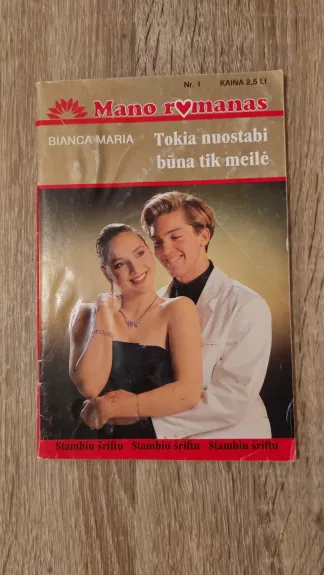 Nr. 1 KAINA 2,5 Lt
Mano r♥manas
BIANCA MARIA
Tokia nuostabi
būna tik meilė
Stambiu šriftu Stambiu šriftu Stambiu šriftu